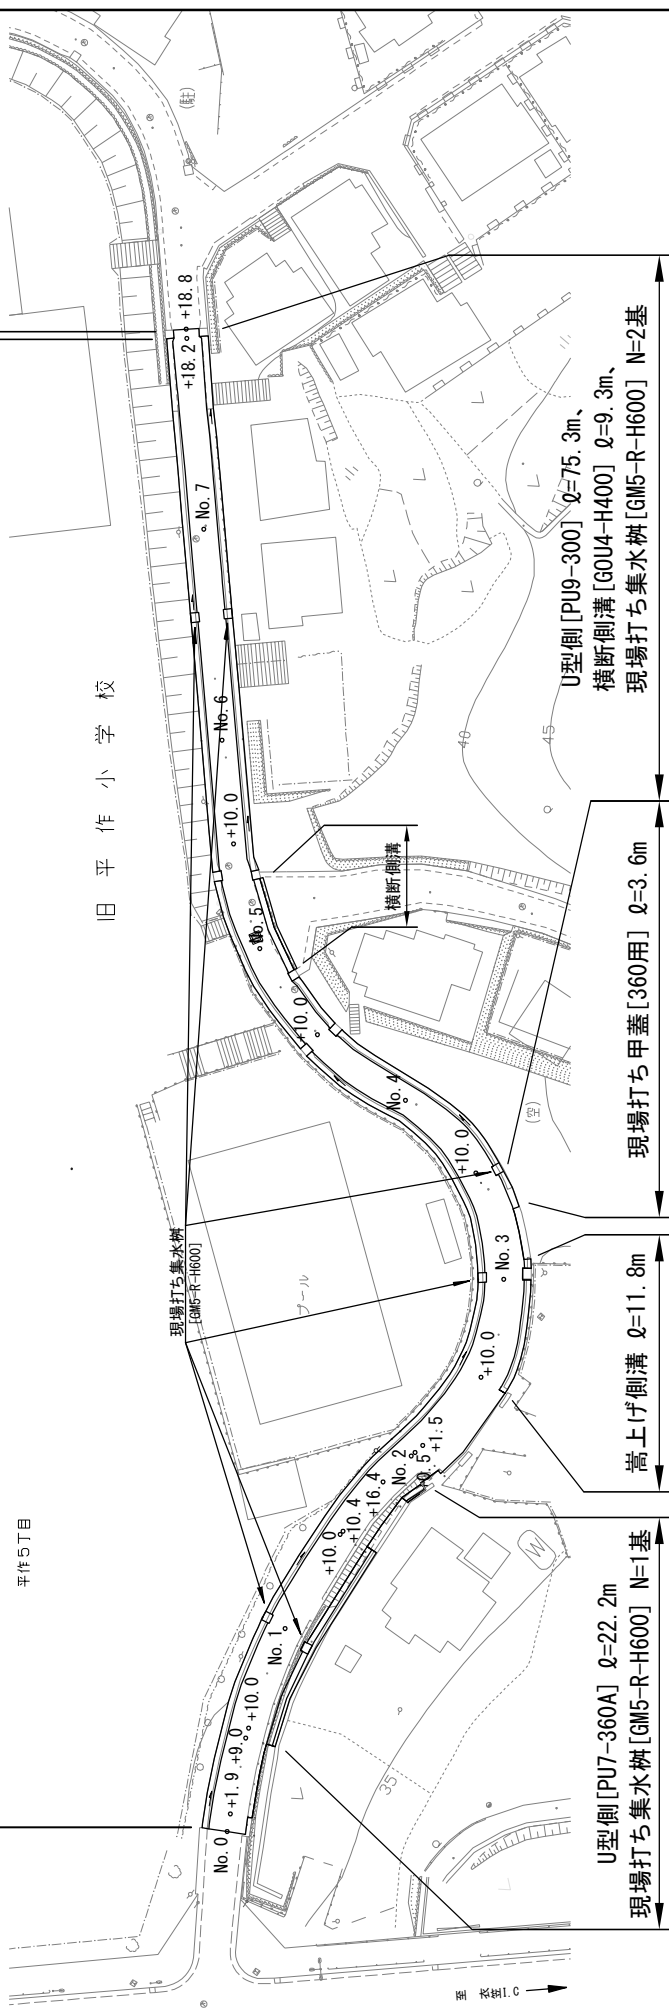 旧平作小学校
平作5丁目
(駐)
+18.8
+18.2
No.7
No.6
+10.0
No.5
+10.0
No.4
+10.0
No.3
+10.0
+1.5
No.2
+16.4
+10.4
+10.0
No.1
+10.0
+9.0
+1.9
No.0
横断側溝
(空)
プール
現場打ち集水桝
[GM5-R-H600]
40
45
35
W
U型側[PU9-300] ℓ=75.3m、
横断側溝[GOU4-H400] ℓ=9.3m、
現場打ち集水桝[GM5-R-H600] N=2基
現場打ち甲蓋[360用] ℓ=3.6m
嵩上げ側溝 ℓ=11.8m
U型側[PU7-360A] ℓ=22.2m
現場打ち集水桝[GM5-R-H600] N=1基
至 衣笠I.C